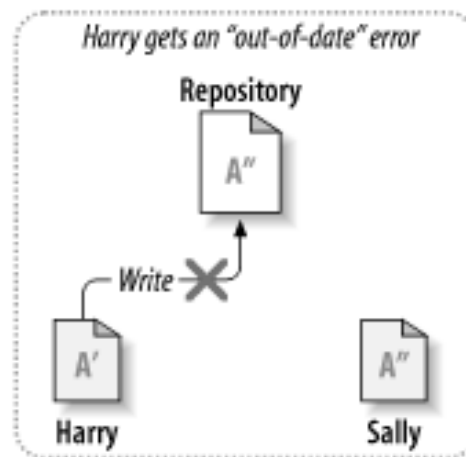 Harry gets an “out-of-date” error
Repository
A"
Write
A'
A"
Harry
Sally